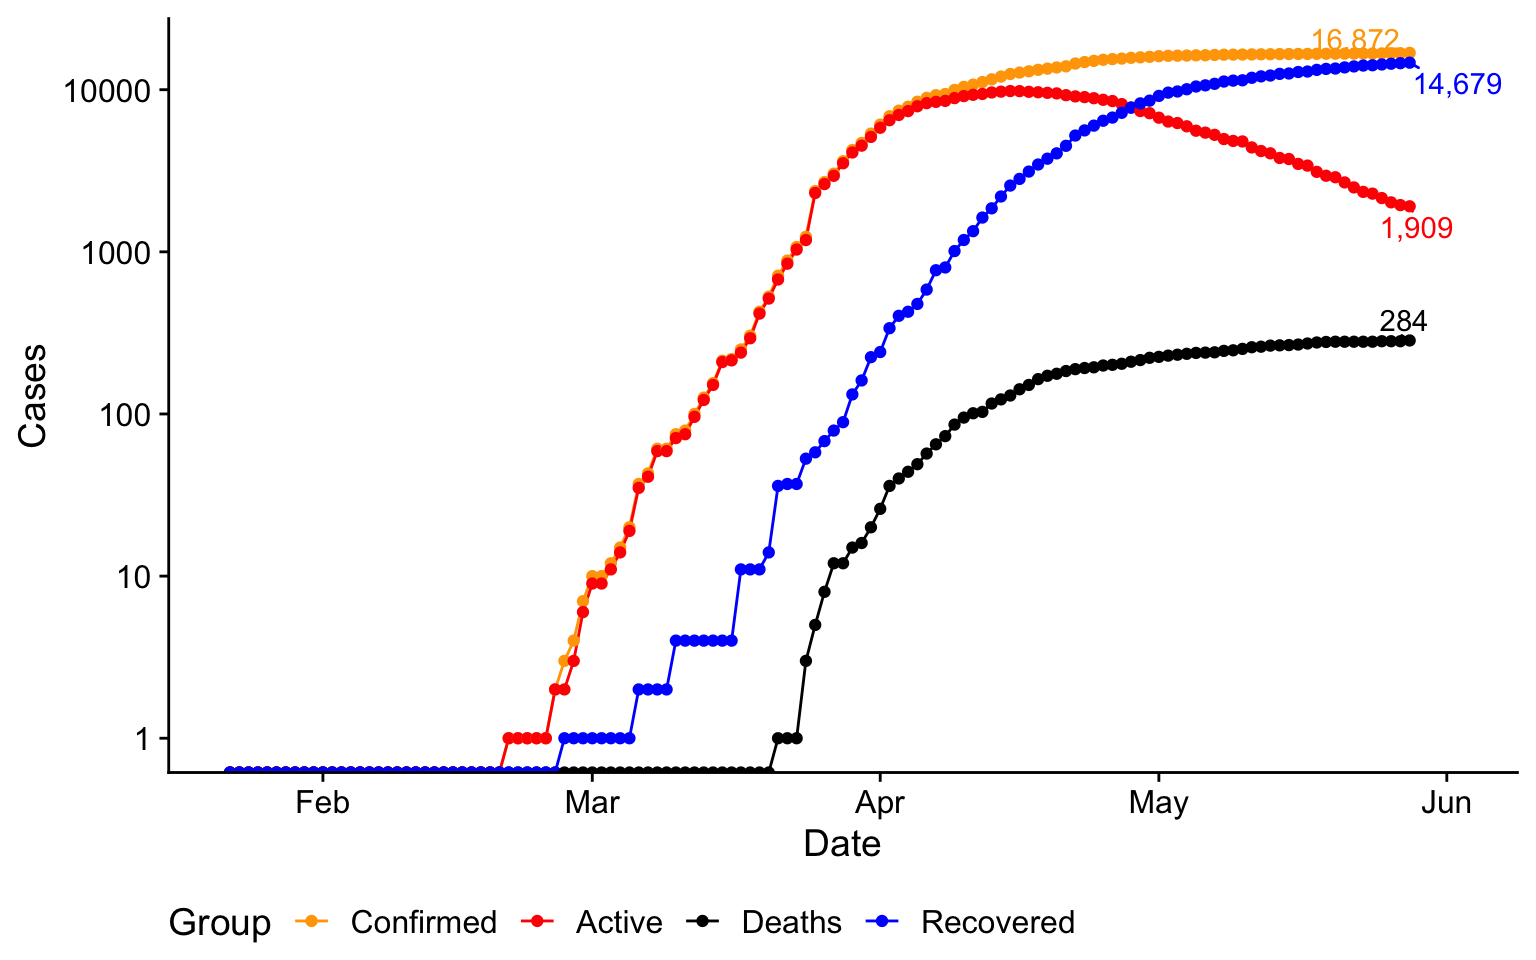 16,872
10000
14,679
1000
1,909
284
Cases
100
10
1
Feb Mar Apr May Jun
Date
Group Confirmed Active Deaths Recovered